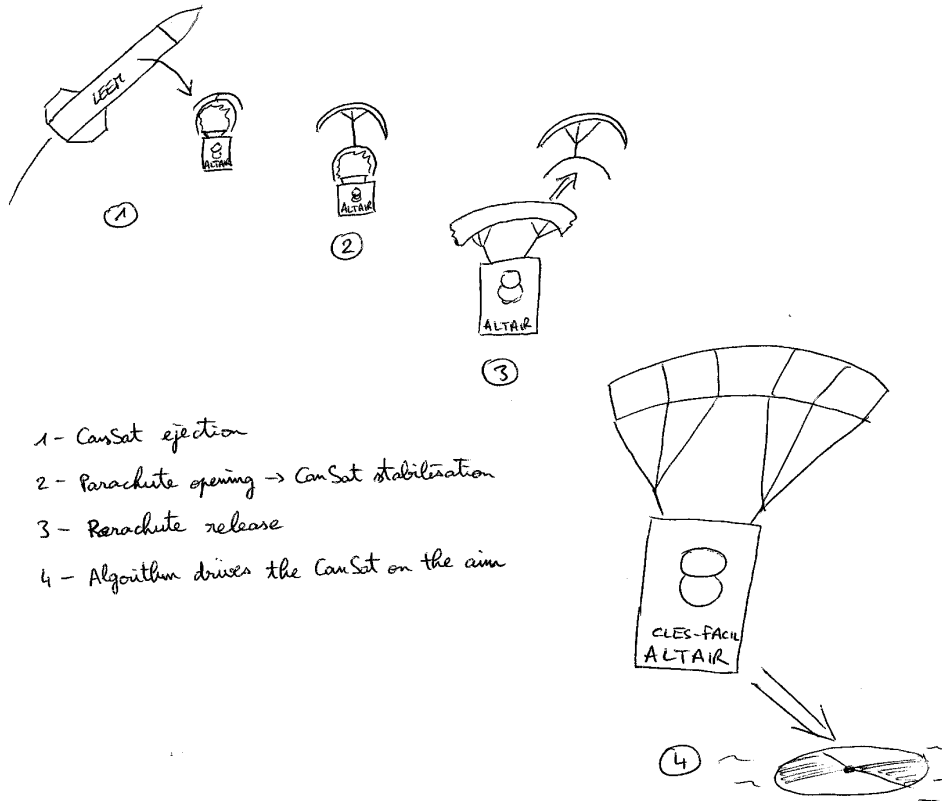 LEEM
ALTAIR
1
ALTAIR
2
ALTAIR
3
1 - CanSat ejection
2 - Parachute opening → CanSat stabilisation
3 - Parachute release
4 - Algorithm drives the CanSat on the aim
CLES-FACIL
ALTAIR
4